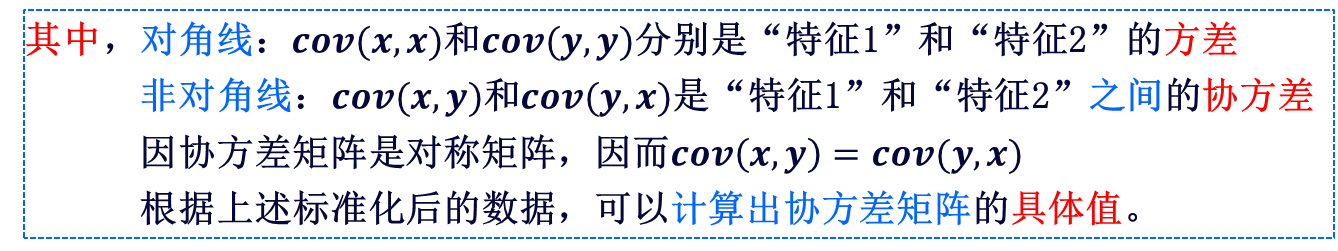 其中，对角线：cov(x,x)和cov(y,y)分别是“特征1”和“特征2”的方差
非对角线：cov(x,y)和cov(y,x)是“特征1”和“特征2”之间的协方差
因协方差矩阵是对称矩阵，因而cov(x,y) = cov(y,x)
根据上述标准化后的数据，可以计算出协方差矩阵的具体值。